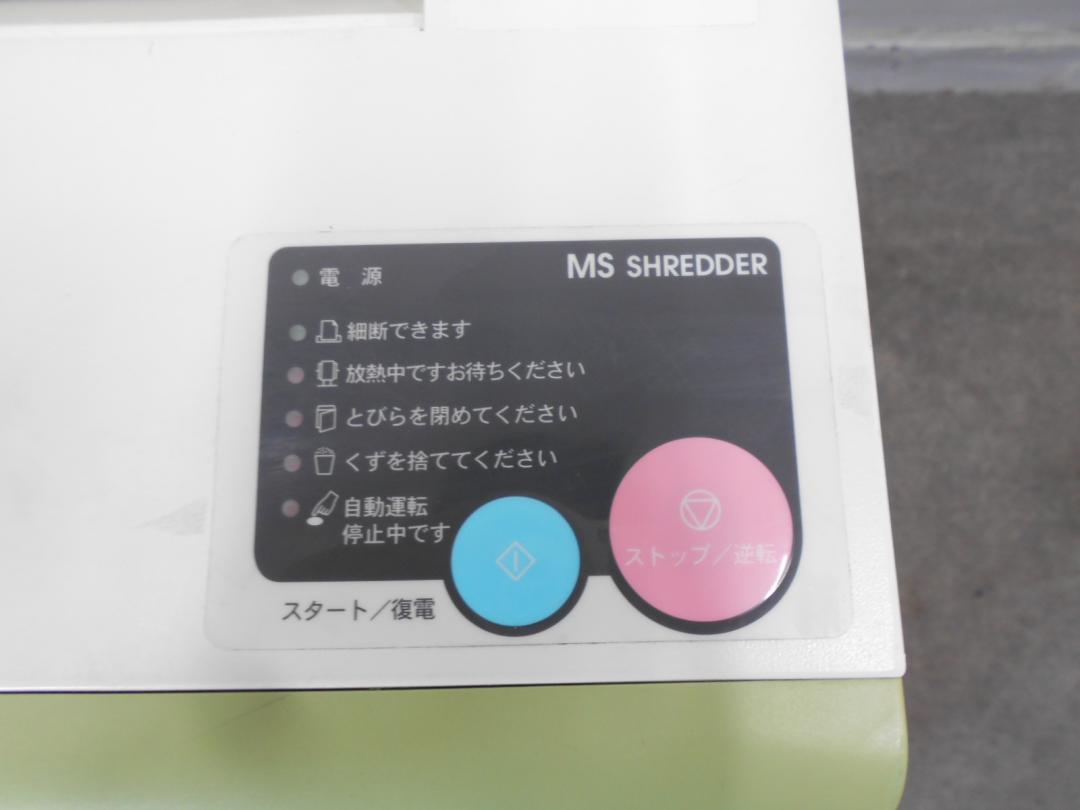 MS SHREDDER
電 源
細断できます
放熱中ですお待ちください
とびらを閉めてください
くずを捨ててください
自動運転
停止中です
ストップ／逆転
スタート／復電